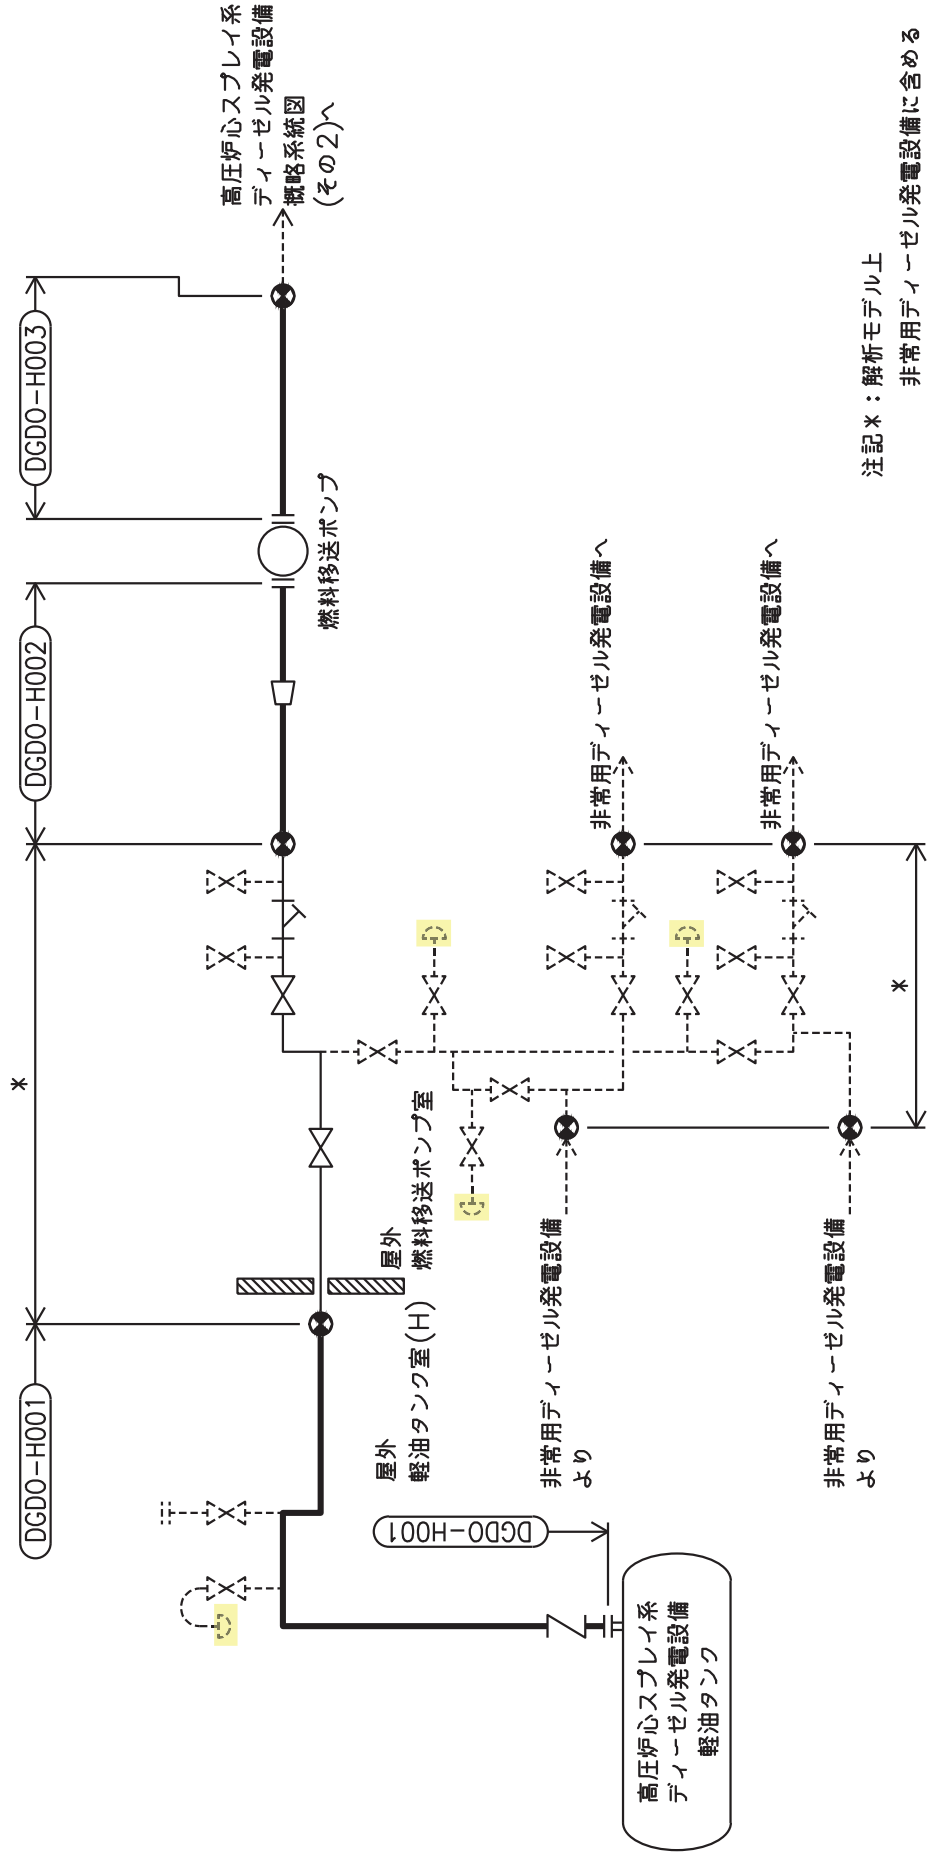 高圧炉心スプレイ系
ディーゼル発電設備
概略系統図
(その2)へ
DGDO-H003
燃料移送ポンプ
DGDO-H002
*
屋外
燃料移送ポンプ室
屋外
軽油タンク室(H)
DGDO-H001
DGDO-H001
高圧炉心スプレイ系
ディーゼル発電設備
軽油タンク
非常用ディーゼル発電設備へ
非常用ディーゼル発電設備へ
*
非常用ディーゼル発電設備
より
非常用ディーゼル発電設備
より
注記*:解析モデル上
非常用ディーゼル発電設備に含める